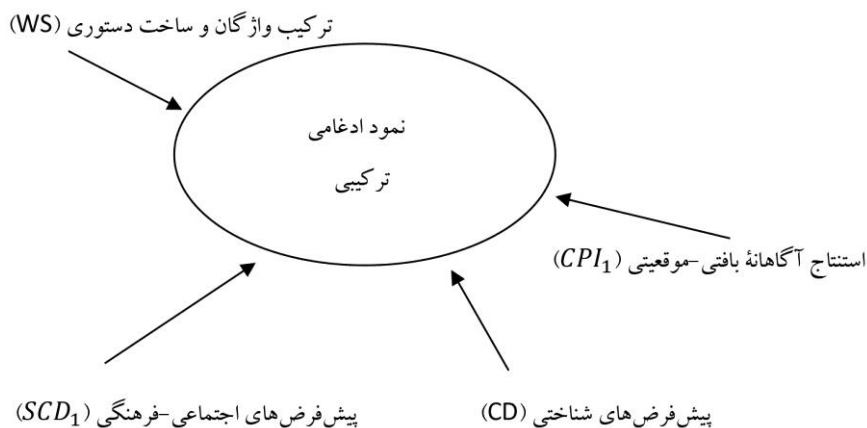 ترکیب واژگان و ساخت دستوری (WS)
نمود ادغامی
ترکیبی
استنتاج آگاهانۀ بافتی-موقعیتی (CPI₁)
پیش‌فرض‌های شناختی (CD)
پیش‌فرض‌های اجتماعی-فرهنگی (SCD₁)